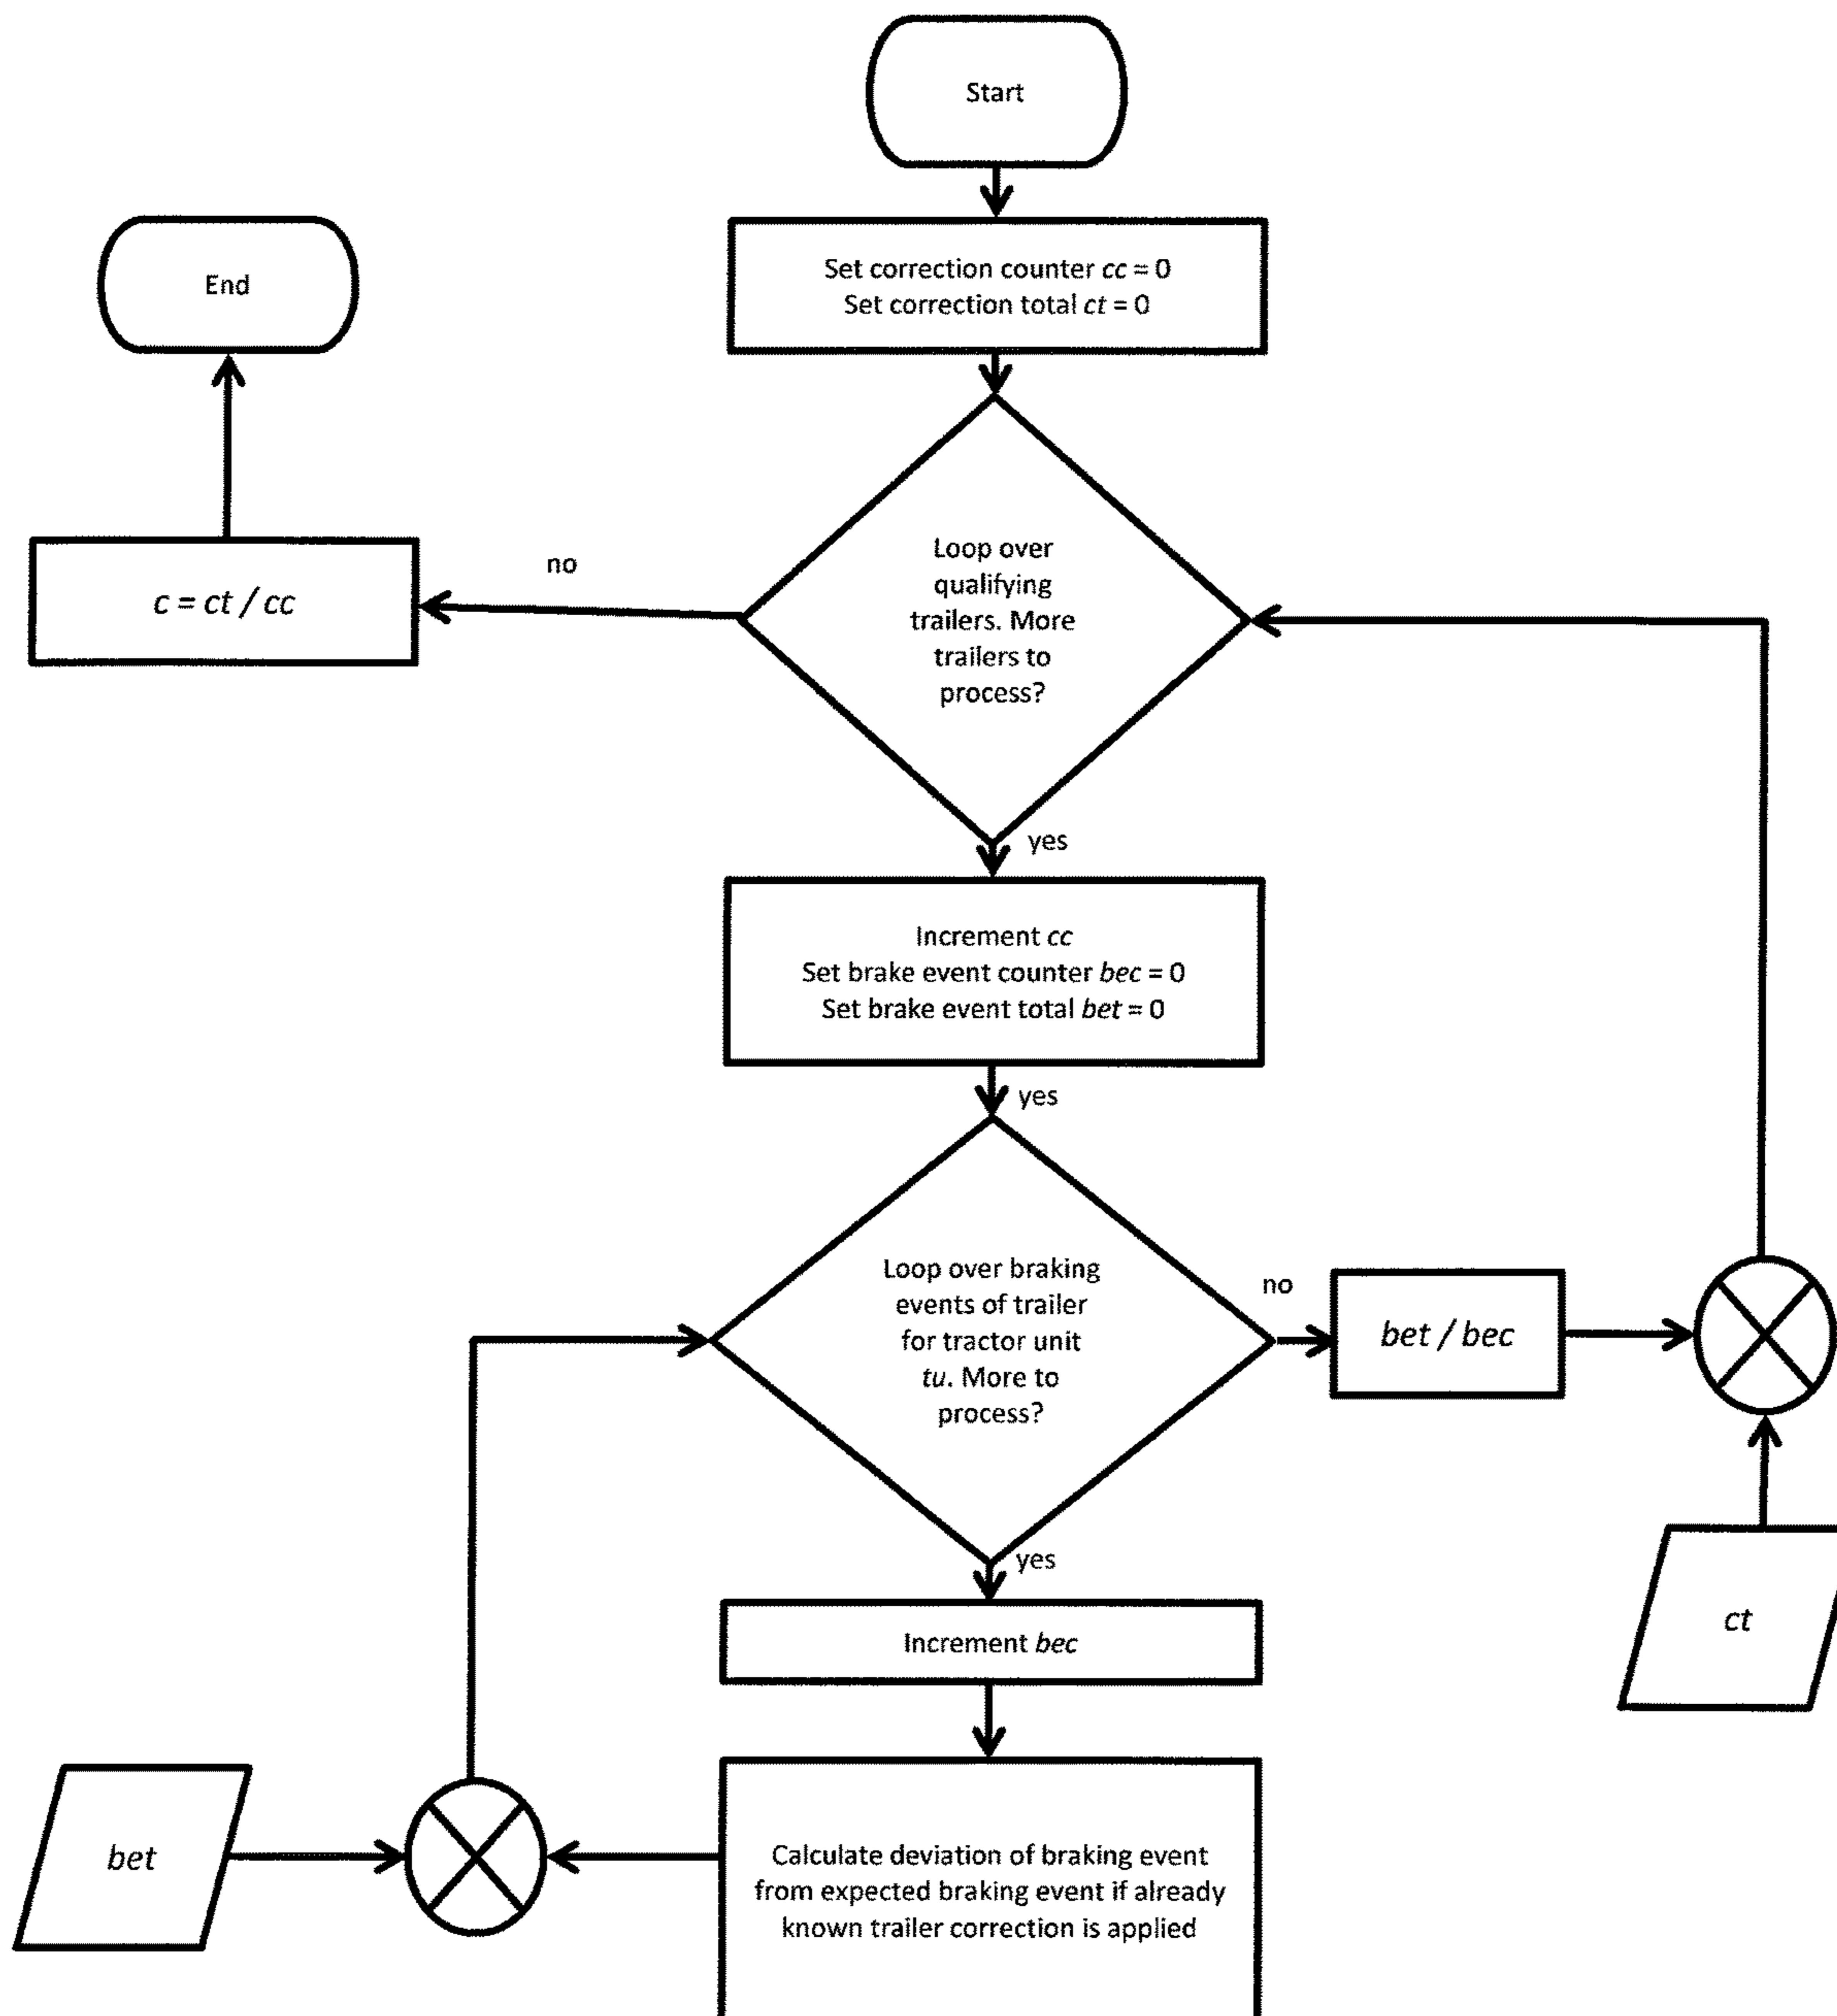 Start
Set correction counter cc = 0
Set correction total ct = 0
End
Loop over
qualifying
trailers. More
trailers to
process?
no
c = ct / cc
yes
Increment cc
Set brake event counter bec = 0
Set brake event total bet = 0
yes
Loop over braking
events of trailer
for tractor unit
tu. More to
process?
no
bet / bec
yes
Increment bec
ct
bet
Calculate deviation of braking event
from expected braking event if already
known trailer correction is applied